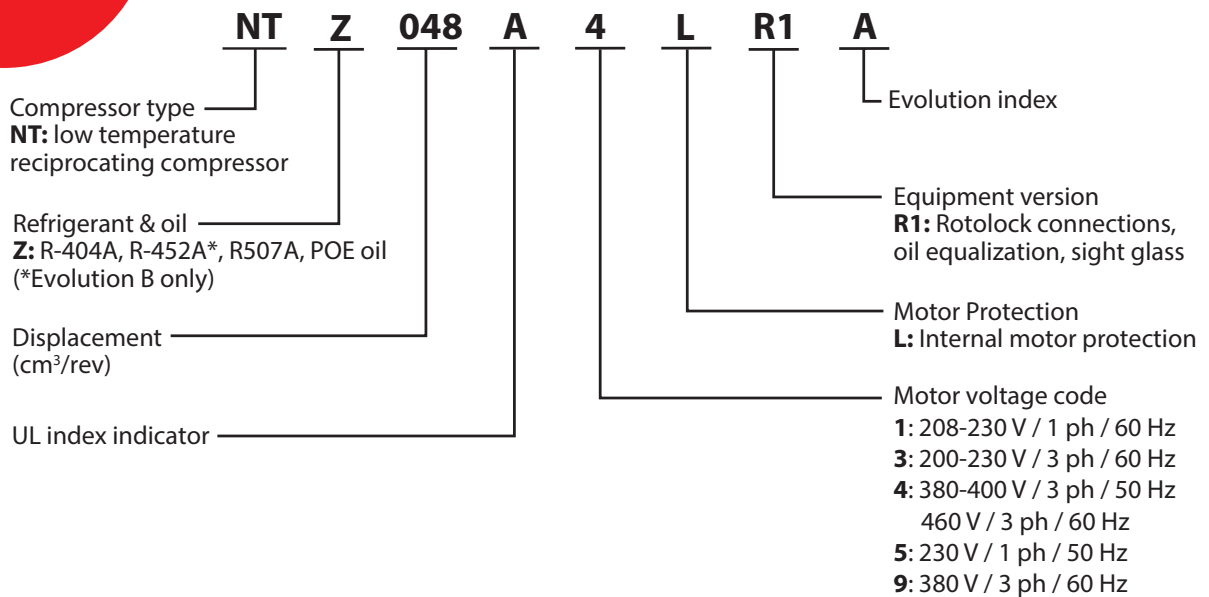 NT Z 048 A 4 L R1 A
Compressor type
NT: low temperature
reciprocating compressor
Refrigerant & oil
Z: R-404A, R-452A*, R507A, POE oil
(*Evolution B only)
Displacement
(cm³/rev)
UL index indicator
Evolution index
Equipment version
R1: Rotolock connections,
oil equalization, sight glass
Motor Protection
L: Internal motor protection
Motor voltage code
1: 208-230 V / 1 ph / 60 Hz
3: 200-230 V / 3 ph / 60 Hz
4: 380-400 V / 3 ph / 50 Hz
460 V / 3 ph / 60 Hz
5: 230 V / 1 ph / 50 Hz
9: 380 V / 3 ph / 60 Hz